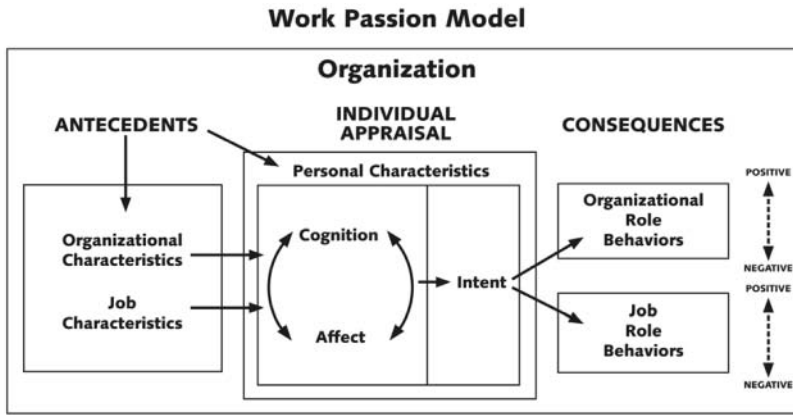 Work Passion Model
Organization
ANTECEDENTS
INDIVIDUAL
APPRAISAL
CONSEQUENCES
Personal Characteristics
Organizational
Characteristics
Job
Characteristics
Cognition
Affect
Intent
Organizational
Role
Behaviors
POSITIVE
NEGATIVE
Job
Role
Behaviors
POSITIVE
NEGATIVE